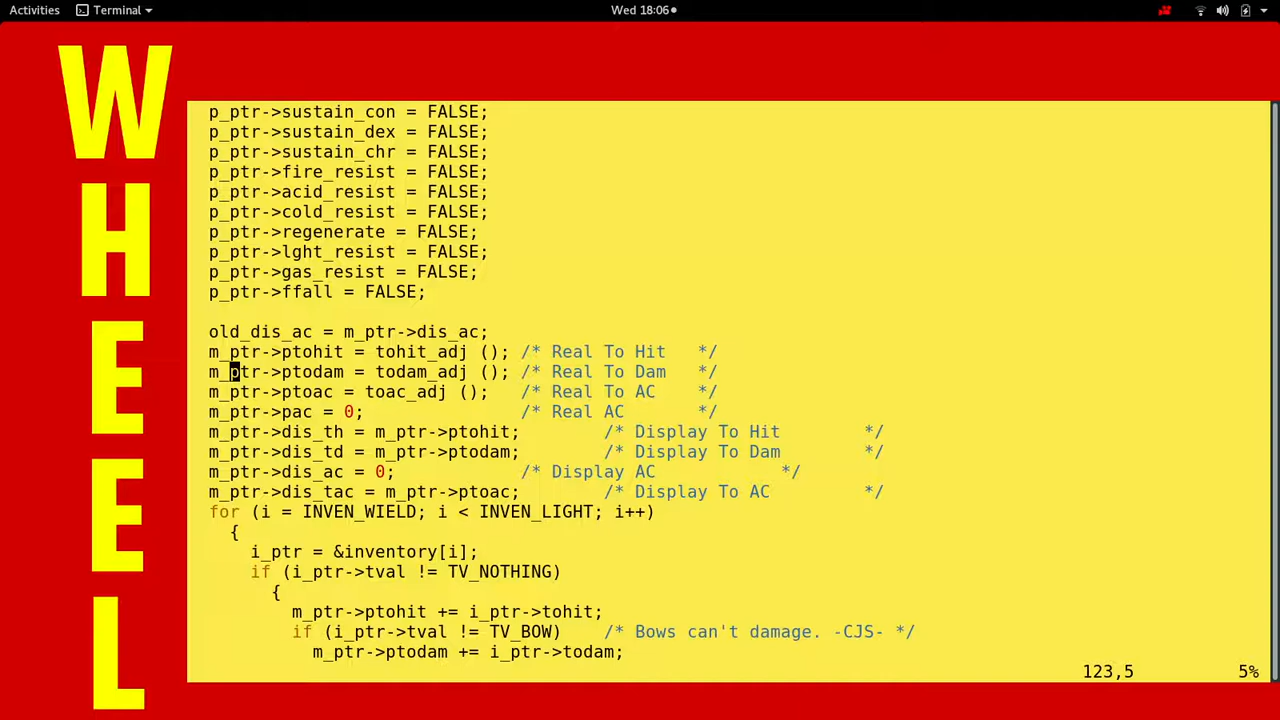 Activities Terminal Wed 18:06
WHEEL
p_ptr->sustain_con = FALSE;
p_ptr->sustain_dex = FALSE;
p_ptr->sustain_chr = FALSE;
p_ptr->fire_resist = FALSE;
p_ptr->acid_resist = FALSE;
p_ptr->cold_resist = FALSE;
p_ptr->regenerate = FALSE;
p_ptr->lght_resist = FALSE;
p_ptr->gas_resist = FALSE;
p_ptr->ffall = FALSE;
old_dis_ac = m_ptr->dis_ac;
m_ptr->ptohit = tohit_adj (); /* Real To Hit */
m_ptr->ptodam = todam_adj (); /* Real To Dam */
m_ptr->ptoac = toac_adj (); /* Real To AC */
m_ptr->pac = 0; /* Real AC */
m_ptr->dis_th = m_ptr->ptohit; /* Display To Hit */
m_ptr->dis_td = m_ptr->ptodam; /* Display To Dam */
m_ptr->dis_ac = 0; /* Display AC */
m_ptr->dis_tac = m_ptr->ptoac; /* Display To AC */
for (i = INVEN_WIELD; i < INVEN_LIGHT; i++)
{
i_ptr = &inventory[i];
if (i_ptr->tval != TV_NOTHING)
{
m_ptr->ptohit += i_ptr->tohit;
if (i_ptr->tval != TV_BOW) /* Bows can't damage. -CJS- */
m_ptr->ptodam += i_ptr->todam;
123,5 5%